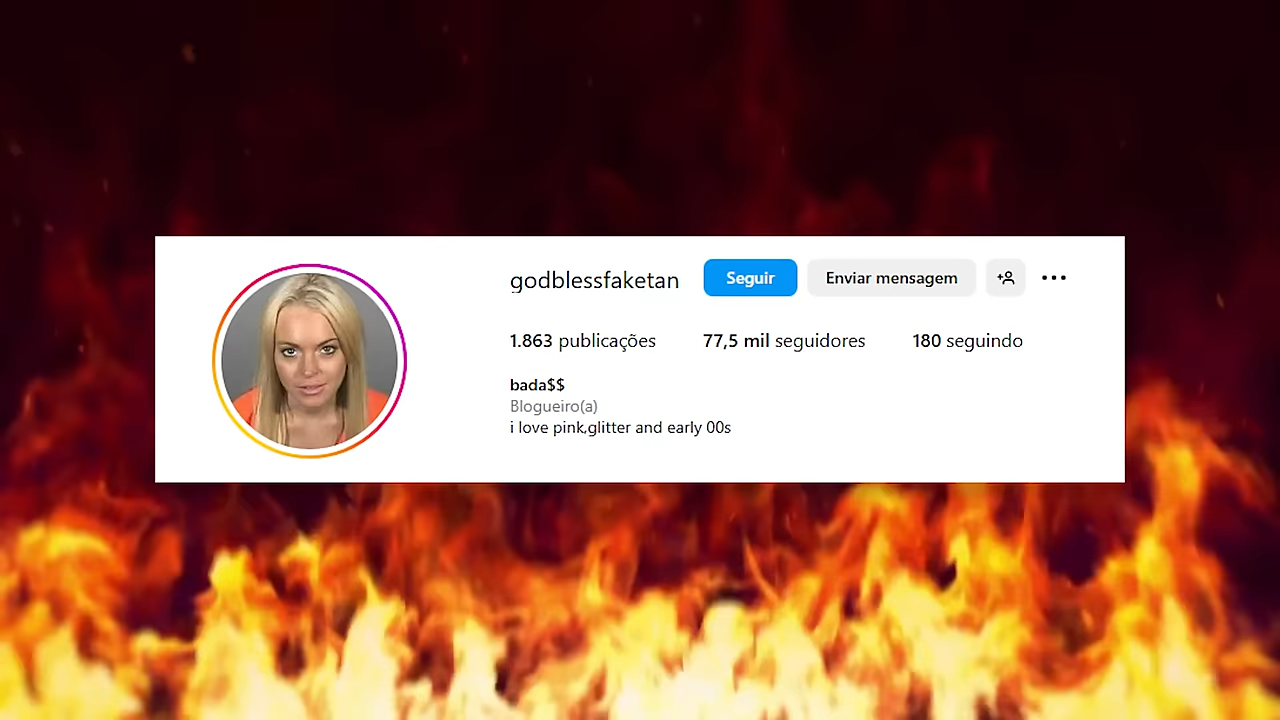 godblessfaketan Seguir Enviar mensagem
1.863 publicações 77,5 mil seguidores 180 seguindo
bada$$
Blogueiro(a)
i love pink,glitter and early 00s